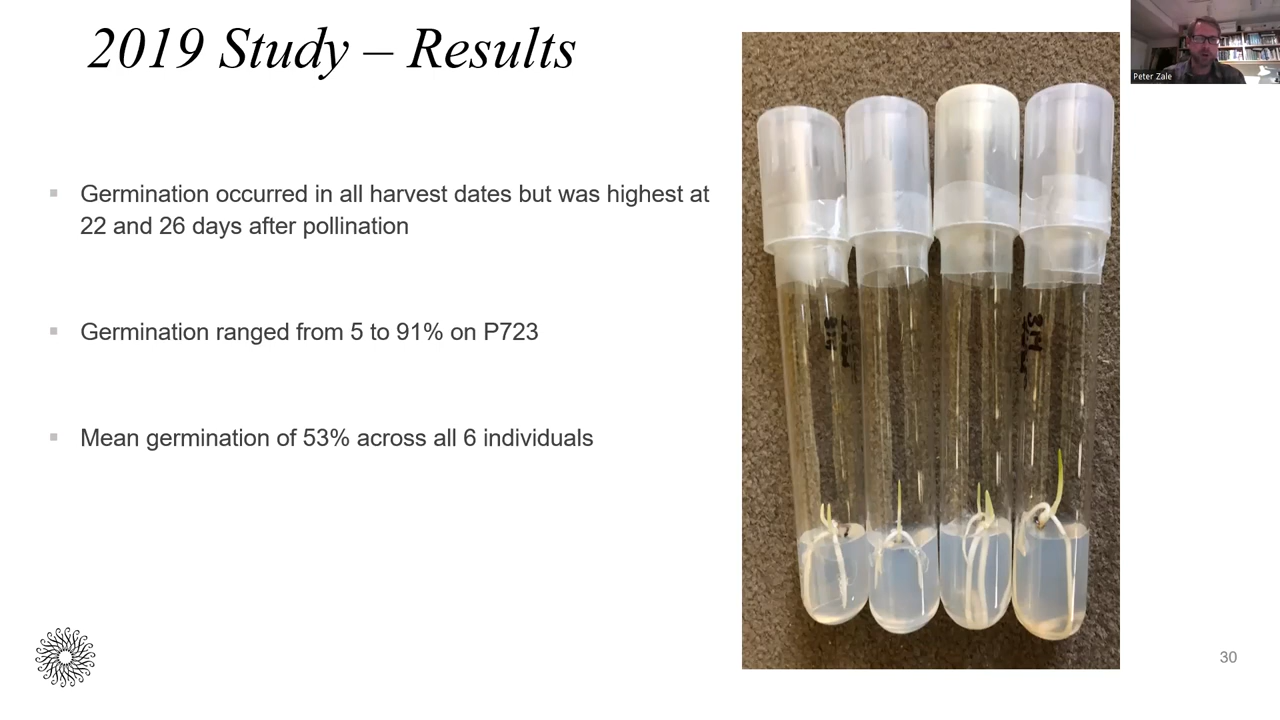 2019 Study – Results
Peter Zale
Germination occurred in all harvest dates but was highest at
22 and 26 days after pollination
Germination ranged from 5 to 91% on P723
Mean germination of 53% across all 6 individuals
30